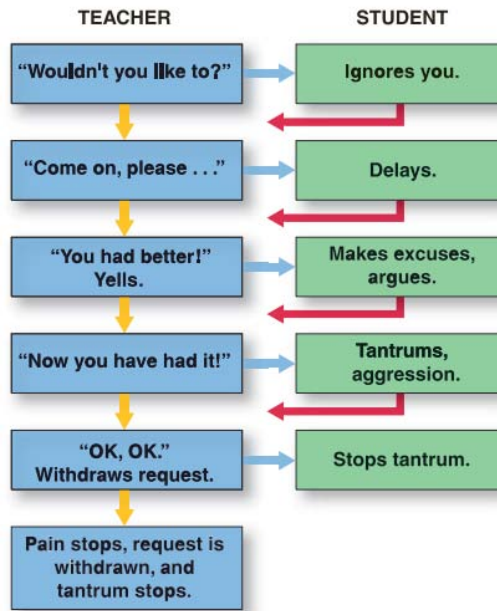 TEACHER
STUDENT
“Wouldn't you like to?”
Ignores you.
“Come on, please . . .”
Delays.
“You had better!”
Yells.
Makes excuses,
argues.
“Now you have had it!”
Tantrums,
aggression.
“OK, OK.”
Withdraws request.
Stops tantrum.
Pain stops, request is
withdrawn, and
tantrum stops.